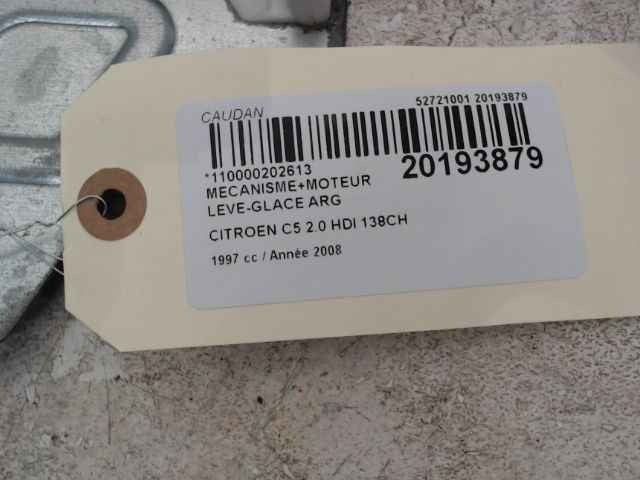 CAUDAN
52721001 20193879
*110000202613
20193879
MECANISME+MOTEUR
LEVE-GLACE ARG
CITROEN C5 2.0 HDI 138CH
1997 cc / Année 2008